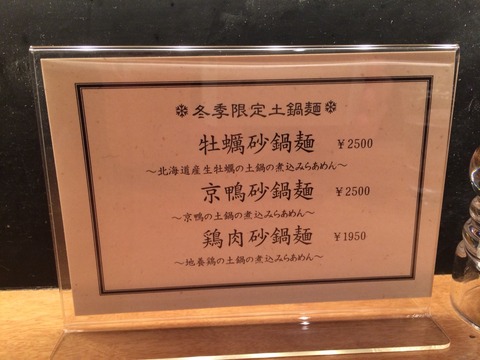 ❄冬季限定土鍋麺❄
牡蠣砂鍋麺 ¥2500
～北海道産生牡蠣の土鍋の煮込みらあめん～
京鴨砂鍋麺 ¥2500
～京鴨の土鍋の煮込みらあめん～
鶏肉砂鍋麺 ¥1950
～地養鶏の土鍋の煮込みらあめん～